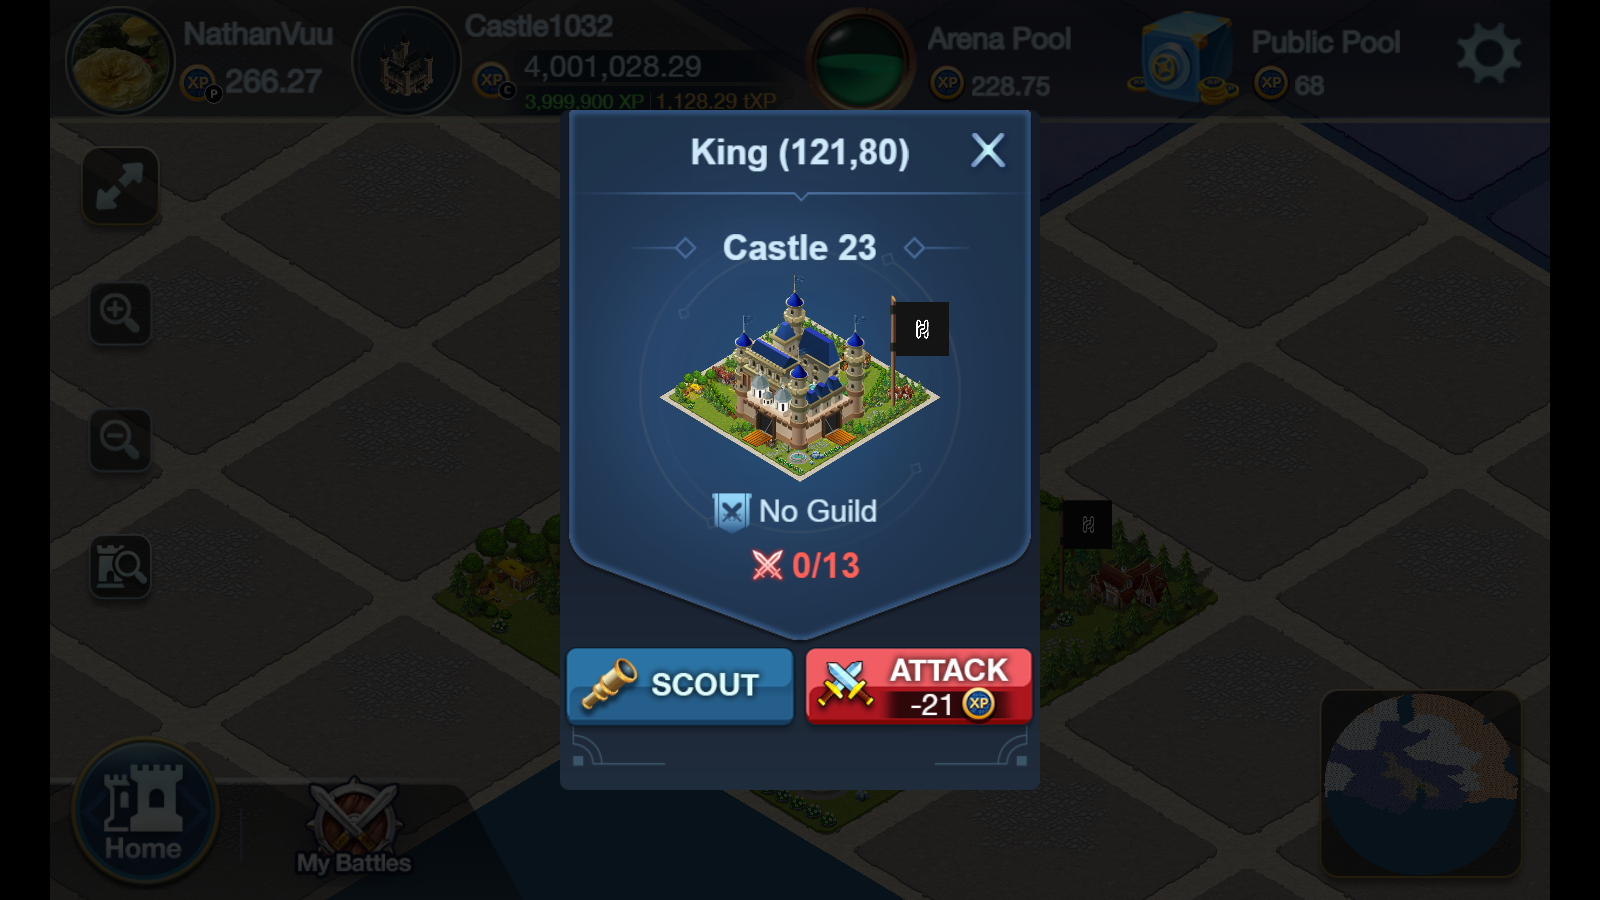 NathanVuu
XP P 266.27
Castle1032
XP C 4,001,028.29
3,999,900 XP | 1,128.29 tXP
Arena Pool
XP 228.75
Public Pool
XP 68
King (121,80)
Castle 23
No Guild
0/13
SCOUT
ATTACK
-21 XP
Home
My Battles